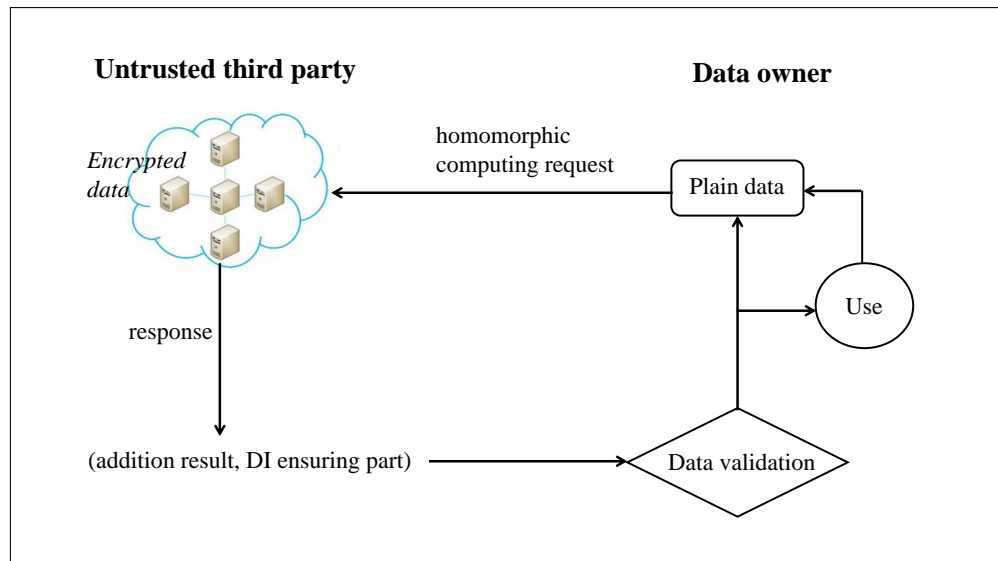 Untrusted third party
Data owner
homomorphic
computing request
Encrypted
data
Plain data
Use
response
(addition result, DI ensuring part)
Data validation